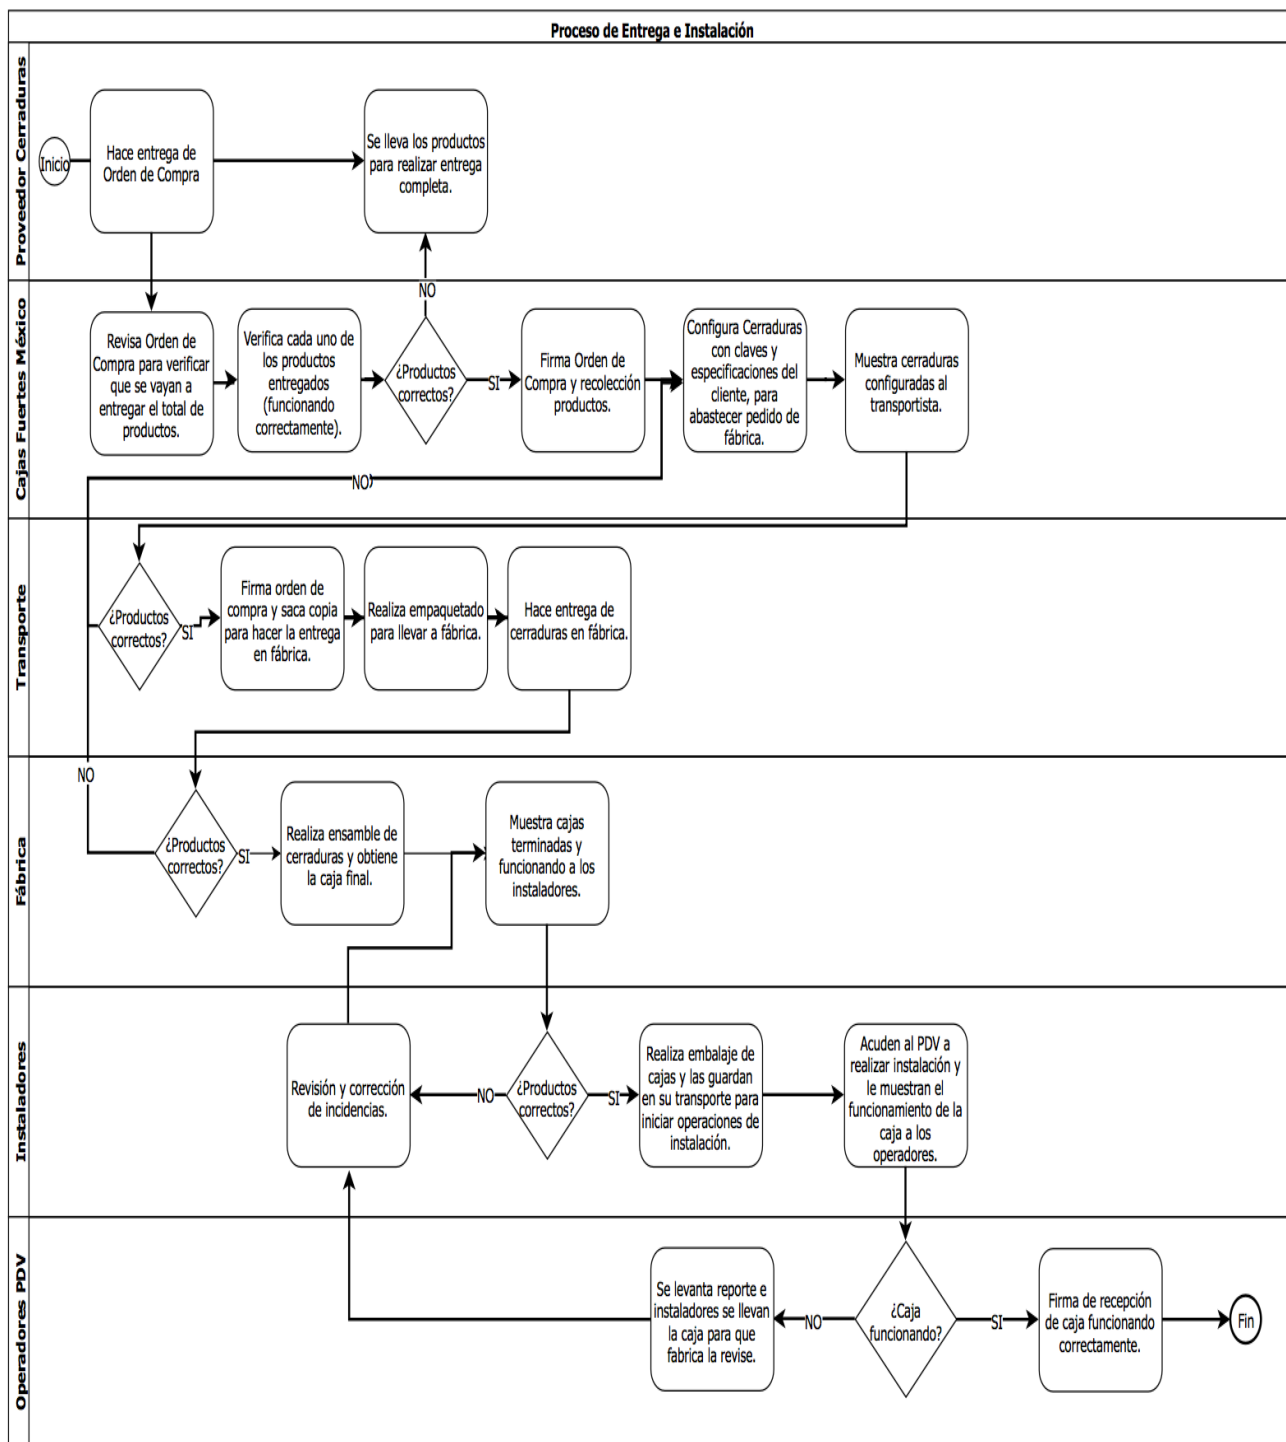 Proceso de Entrega e Instalación
Proveedor Cerraduras
Inicio
Hace entrega de
Orden de Compra
Se lleva los productos
para realizar entrega
completa.
Cajas Fuertes México
Revisa Orden de
Compra para verificar
que se vayan a
entregar el total de
productos.
Verifica cada uno de
los productos
entregados
(funcionando
correctamente).
NO
¿Productos
correctos?
SI
Firma Orden de
Compra y recolección
productos.
Configura Cerraduras
con claves y
especificaciones del
cliente, para
abastecer pedido de
fábrica.
Muestra cerraduras
configuradas al
transportista.
NO
Transporte
¿Productos
correctos?
SI
Firma orden de
compra y saca copia
para hacer la entrega
en fábrica.
Realiza empaquetado
para llevar a fábrica.
Hace entrega de
cerraduras en fábrica.
Fábrica
NO
¿Productos
correctos?
SI
Realiza ensamble de
cerraduras y obtiene
la caja final.
Muestra cajas
terminadas y
funcionando a los
instaladores.
Instaladores
Revisión y corrección
de incidencias.
NO
¿Productos
correctos?
SI
Realiza embalaje de
cajas y las guardan
en su transporte para
iniciar operaciones de
instalación.
Acuden al PDV a
realizar instalación y
le muestran el
funcionamiento de la
caja a los
operadores.
Operadores PDV
Se levanta reporte e
instaladores se llevan
la caja para que
fabrica la revise.
NO
¿Caja
funcionando?
SI
Firma de recepción
de caja funcionando
correctamente.
Fin